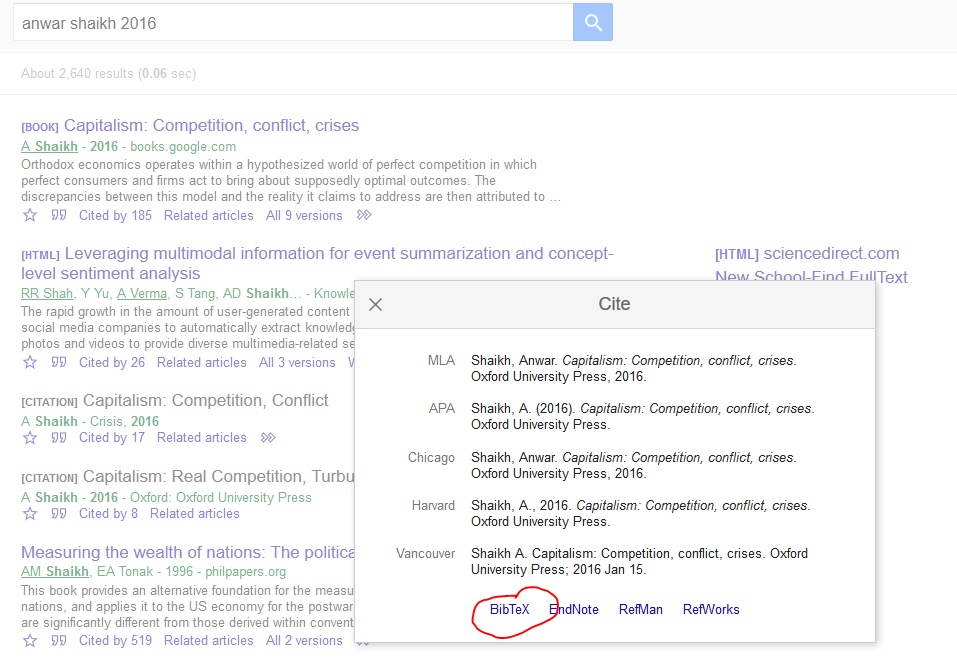 anwar shaikh 2016
About 2,640 results (0.06 sec)
[BOOK] Capitalism: Competition, conflict, crises
A Shaikh - 2016 - books.google.com
Orthodox economics operates within a hypothesized world of perfect competition in which
perfect consumers and firms act to bring about supposedly optimal outcomes. The
discrepancies between this model and the reality it claims to address are then attributed to ...
Cited by 185 Related articles All 9 versions
[HTML] Leveraging multimodal information for event summarization and concept-
level sentiment analysis
RR Shah, Y Yu, A Verma, S Tang, AD Shaikh... - Knowle
The rapid growth in the amount of user-generated content
social media companies to automatically extract knowledg
photos and videos to provide diverse multimedia-related se
Cited by 26 Related articles All 3 versions
[HTML] sciencedirect.com
New School-Find FullText
[CITATION] Capitalism: Competition, Conflict
A Shaikh - Crisis, 2016
Cited by 17 Related articles
[CITATION] Capitalism: Real Competition, Turbu
A Shaikh - 2016 - Oxford: Oxford University Press
Cited by 8 Related articles
Measuring the wealth of nations: The politica
AM Shaikh, EA Tonak - 1996 - philpapers.org
This book provides an alternative foundation for the measu
nations, and applies it to the US economy for the postwar
are significantly different from those derived within convent
Cited by 519 Related articles All 2 versions
Cite
MLA Shaikh, Anwar. Capitalism: Competition, conflict, crises.
Oxford University Press, 2016.
APA Shaikh, A. (2016). Capitalism: Competition, conflict, crises.
Oxford University Press.
Chicago Shaikh, Anwar. Capitalism: Competition, conflict, crises.
Oxford University Press, 2016.
Harvard Shaikh, A., 2016. Capitalism: Competition, conflict, crises.
Oxford University Press.
Vancouver Shaikh A. Capitalism: Competition, conflict, crises. Oxford
University Press; 2016 Jan 15.
BibTeX EndNote RefMan RefWorks